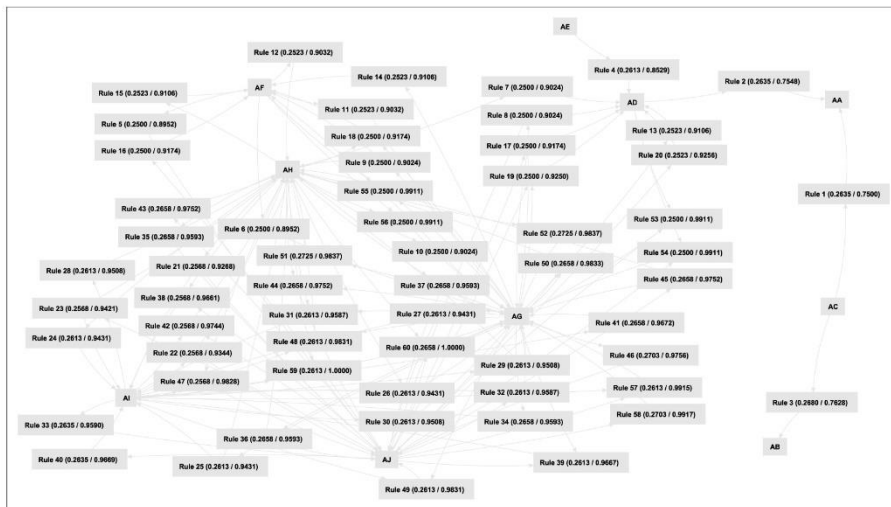 AE
Rule 12 (0.2523 / 0.9032)
Rule 4 (0.2613 / 0.8529)
Rule 14 (0.2523 / 0.9106)
Rule 2 (0.2635 / 0.7548)
Rule 15 (0.2523 / 0.9106)
AF
Rule 7 (0.2500 / 0.9024)
AD
AA
Rule 11 (0.2523 / 0.9032)
Rule 8 (0.2500 / 0.9024)
Rule 5 (0.2500 / 0.8952)
Rule 18 (0.2500 / 0.9174)
Rule 13 (0.2523 / 0.9106)
Rule 16 (0.2500 / 0.9174)
Rule 17 (0.2500 / 0.9174)
Rule 20 (0.2523 / 0.9256)
Rule 9 (0.2500 / 0.9024)
AH
Rule 19 (0.2500 / 0.9250)
Rule 55 (0.2500 / 0.9911)
Rule 1 (0.2635 / 0.7500)
Rule 43 (0.2658 / 0.9752)
Rule 53 (0.2500 / 0.9911)
Rule 6 (0.2500 / 0.8952)
Rule 56 (0.2500 / 0.9911)
Rule 52 (0.2725 / 0.9837)
Rule 35 (0.2658 / 0.9593)
Rule 51 (0.2725 / 0.9837)
Rule 10 (0.2500 / 0.9024)
Rule 54 (0.2500 / 0.9911)
Rule 50 (0.2658 / 0.9833)
Rule 28 (0.2613 / 0.9508)
Rule 21 (0.2568 / 0.9268)
Rule 45 (0.2658 / 0.9752)
Rule 44 (0.2658 / 0.9752)
Rule 37 (0.2658 / 0.9593)
Rule 38 (0.2568 / 0.9661)
Rule 23 (0.2568 / 0.9421)
AC
Rule 31 (0.2613 / 0.9587)
Rule 27 (0.2613 / 0.9431)
AG
Rule 41 (0.2658 / 0.9672)
Rule 42 (0.2568 / 0.9744)
Rule 24 (0.2613 / 0.9431)
Rule 48 (0.2613 / 0.9831)
Rule 60 (0.2658 / 1.0000)
Rule 22 (0.2568 / 0.9344)
Rule 46 (0.2703 / 0.9756)
Rule 29 (0.2613 / 0.9508)
Rule 59 (0.2613 / 1.0000)
Rule 47 (0.2568 / 0.9828)
Rule 57 (0.2613 / 0.9915)
Rule 26 (0.2613 / 0.9431)
Rule 32 (0.2613 / 0.9587)
AI
Rule 3 (0.2680 / 0.7628)
Rule 58 (0.2703 / 0.9917)
Rule 30 (0.2613 / 0.9508)
Rule 34 (0.2658 / 0.9593)
Rule 33 (0.2635 / 0.9590)
Rule 36 (0.2658 / 0.9593)
AB
Rule 40 (0.2635 / 0.9669)
AJ
Rule 39 (0.2613 / 0.9667)
Rule 25 (0.2613 / 0.9431)
Rule 49 (0.2613 / 0.9831)